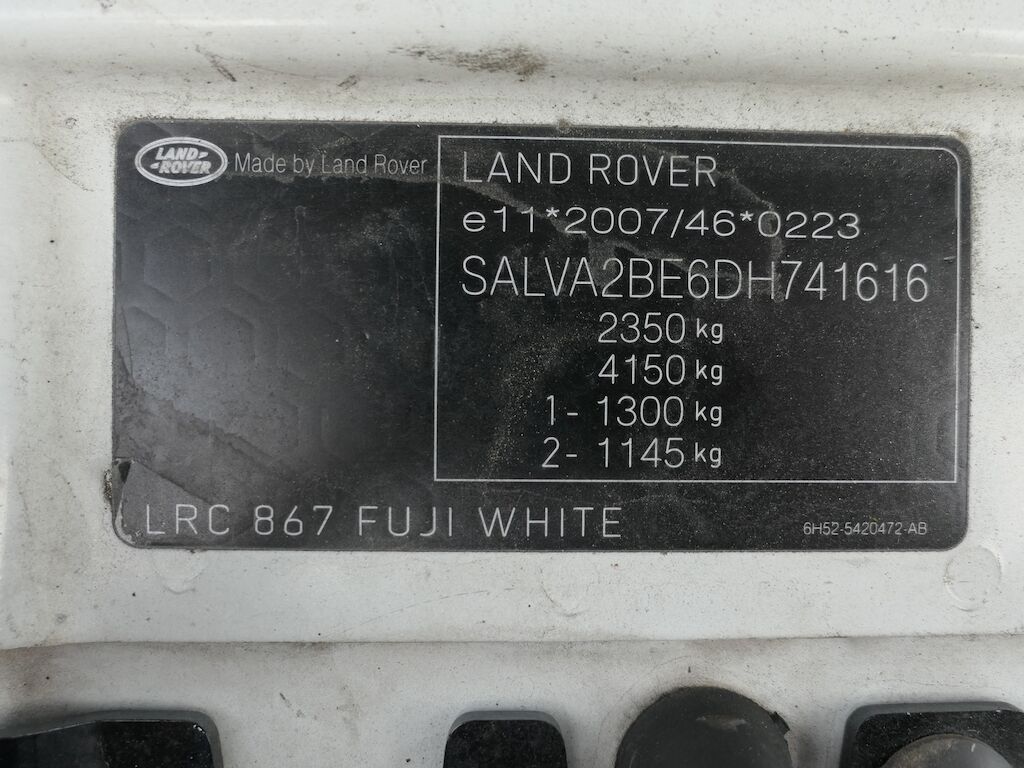 LAND ROVER
Made by Land Rover
LAND ROVER
e11*2007/46*0223
SALVA2BE6DH741616
2350 kg
4150 kg
1- 1300 kg
2- 1145 kg
LRC 867 FUJI WHITE
6H52-5420472-AB